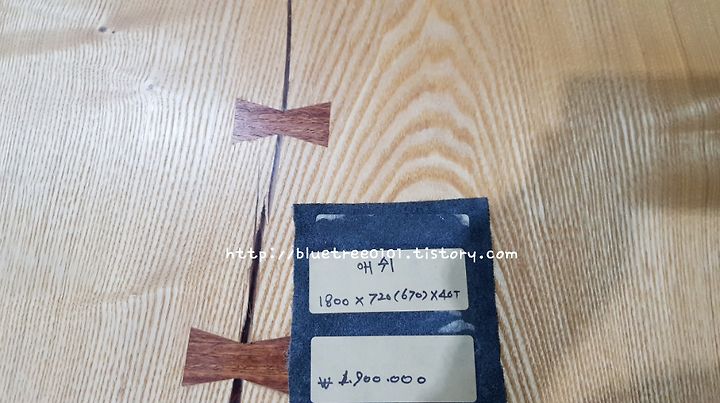 http://bluetree0101.tistory.com
애쉬
1800 × 720(670)×40T
₩ 1.900.000